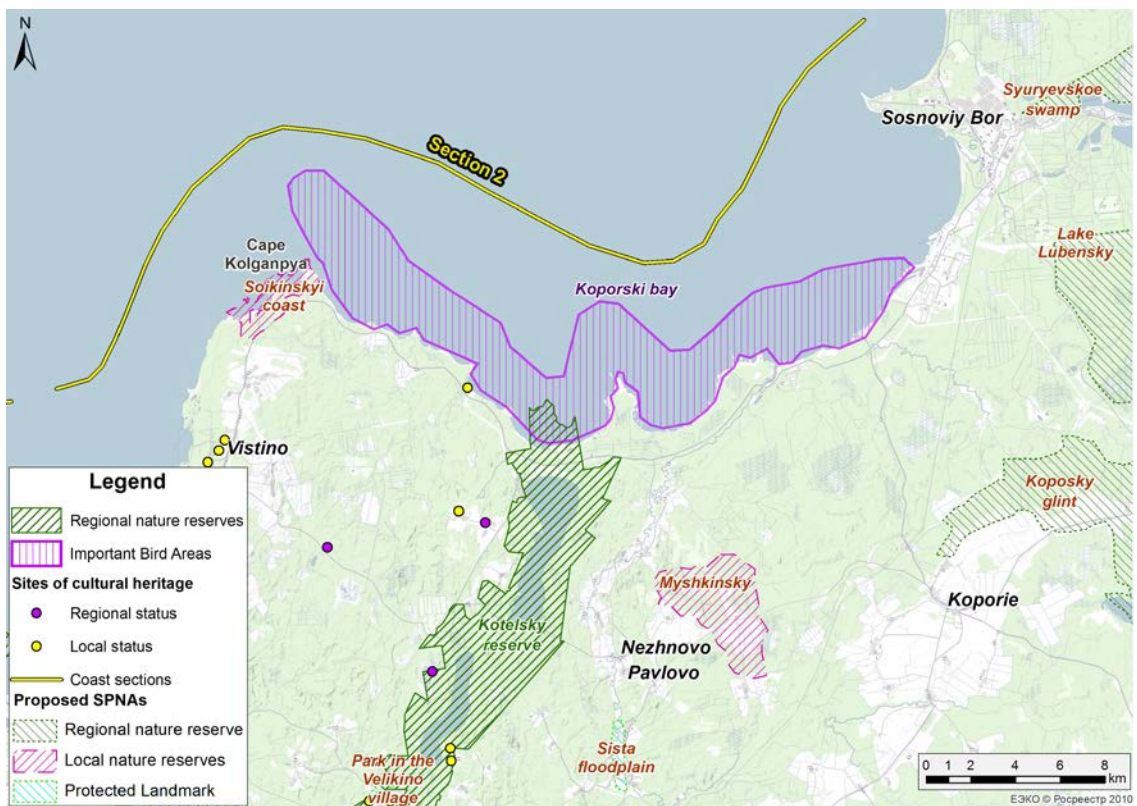 N
Section 2
Sosnoviy Bor
Syuryevskoe
swamp
Cape
Kolganpya
Soikinskyi
coast
Koporski bay
Lake
Lubensky
Vistino
Koposky
glint
Myshkinsky
Koporie
Kotelsky
reserve
Nezhnovo
Pavlovo
Park in the
Velikino
village
Sista
floodplain
Legend
Regional nature reserves
Important Bird Areas
Sites of cultural heritage
Regional status
Local status
Coast sections
Proposed SPNAs
Regional nature reserve
Local nature reserves
Protected Landmark
0 1 2 4 6 8
km
ЕЭКО © Росреестр 2010